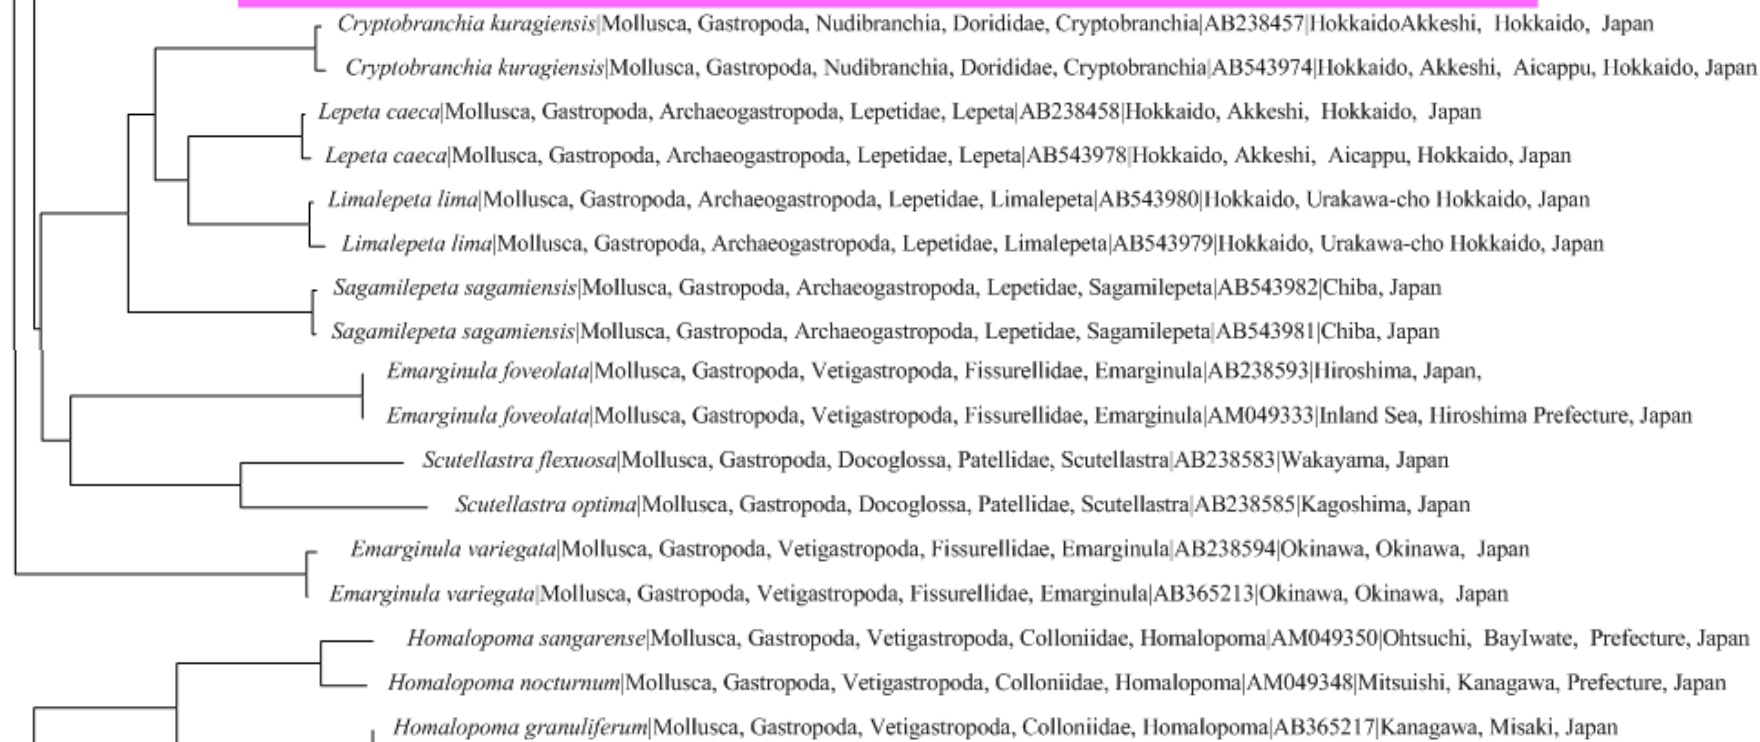 Cryptobranchia kuragiensis|Mollusca, Gastropoda, Nudibranchia, Dorididae, Cryptobranchia|AB238457|HokkaidoAkkeshi, Hokkaido, Japan
Cryptobranchia kuragiensis|Mollusca, Gastropoda, Nudibranchia, Dorididae, Cryptobranchia|AB543974|Hokkaido, Akkeshi, Aicappu, Hokkaido, Japan
Lepeta caeca|Mollusca, Gastropoda, Archaeogastropoda, Lepetidae, Lepeta|AB238458|Hokkaido, Akkeshi, Hokkaido, Japan
Lepeta caeca|Mollusca, Gastropoda, Archaeogastropoda, Lepetidae, Lepeta|AB543978|Hokkaido, Akkeshi, Aicappu, Hokkaido, Japan
Limalepeta lima|Mollusca, Gastropoda, Archaeogastropoda, Lepetidae, Limalepeta|AB543980|Hokkaido, Urakawa-cho Hokkaido, Japan
Limalepeta lima|Mollusca, Gastropoda, Archaeogastropoda, Lepetidae, Limalepeta|AB543979|Hokkaido, Urakawa-cho Hokkaido, Japan
Sagamilepeta sagamiensis|Mollusca, Gastropoda, Archaeogastropoda, Lepetidae, Sagamilepeta|AB543982|Chiba, Japan
Sagamilepeta sagamiensis|Mollusca, Gastropoda, Archaeogastropoda, Lepetidae, Sagamilepeta|AB543981|Chiba, Japan
Emarginula foveolata|Mollusca, Gastropoda, Vetigastropoda, Fissurellidae, Emarginula|AB238593|Hiroshima, Japan,
Emarginula foveolata|Mollusca, Gastropoda, Vetigastropoda, Fissurellidae, Emarginula|AM049333|Inland Sea, Hiroshima Prefecture, Japan
Scutellastra flexuosa|Mollusca, Gastropoda, Docoglossa, Patellidae, Scutellastra|AB238583|Wakayama, Japan
Scutellastra optima|Mollusca, Gastropoda, Docoglossa, Patellidae, Scutellastra|AB238585|Kagoshima, Japan
Emarginula variegata|Mollusca, Gastropoda, Vetigastropoda, Fissurellidae, Emarginula|AB238594|Okinawa, Okinawa, Japan
Emarginula variegata|Mollusca, Gastropoda, Vetigastropoda, Fissurellidae, Emarginula|AB365213|Okinawa, Okinawa, Japan
Homalopoma sangarense|Mollusca, Gastropoda, Vetigastropoda, Colloniidae, Homalopoma|AM049350|Ohtsuchi, BayIwate, Prefecture, Japan
Homalopoma nocturnum|Mollusca, Gastropoda, Vetigastropoda, Colloniidae, Homalopoma|AM049348|Mitsuishi, Kanagawa, Prefecture, Japan
Homalopoma granuliferum|Mollusca, Gastropoda, Vetigastropoda, Colloniidae, Homalopoma|AB365217|Kanagawa, Misaki, Japan